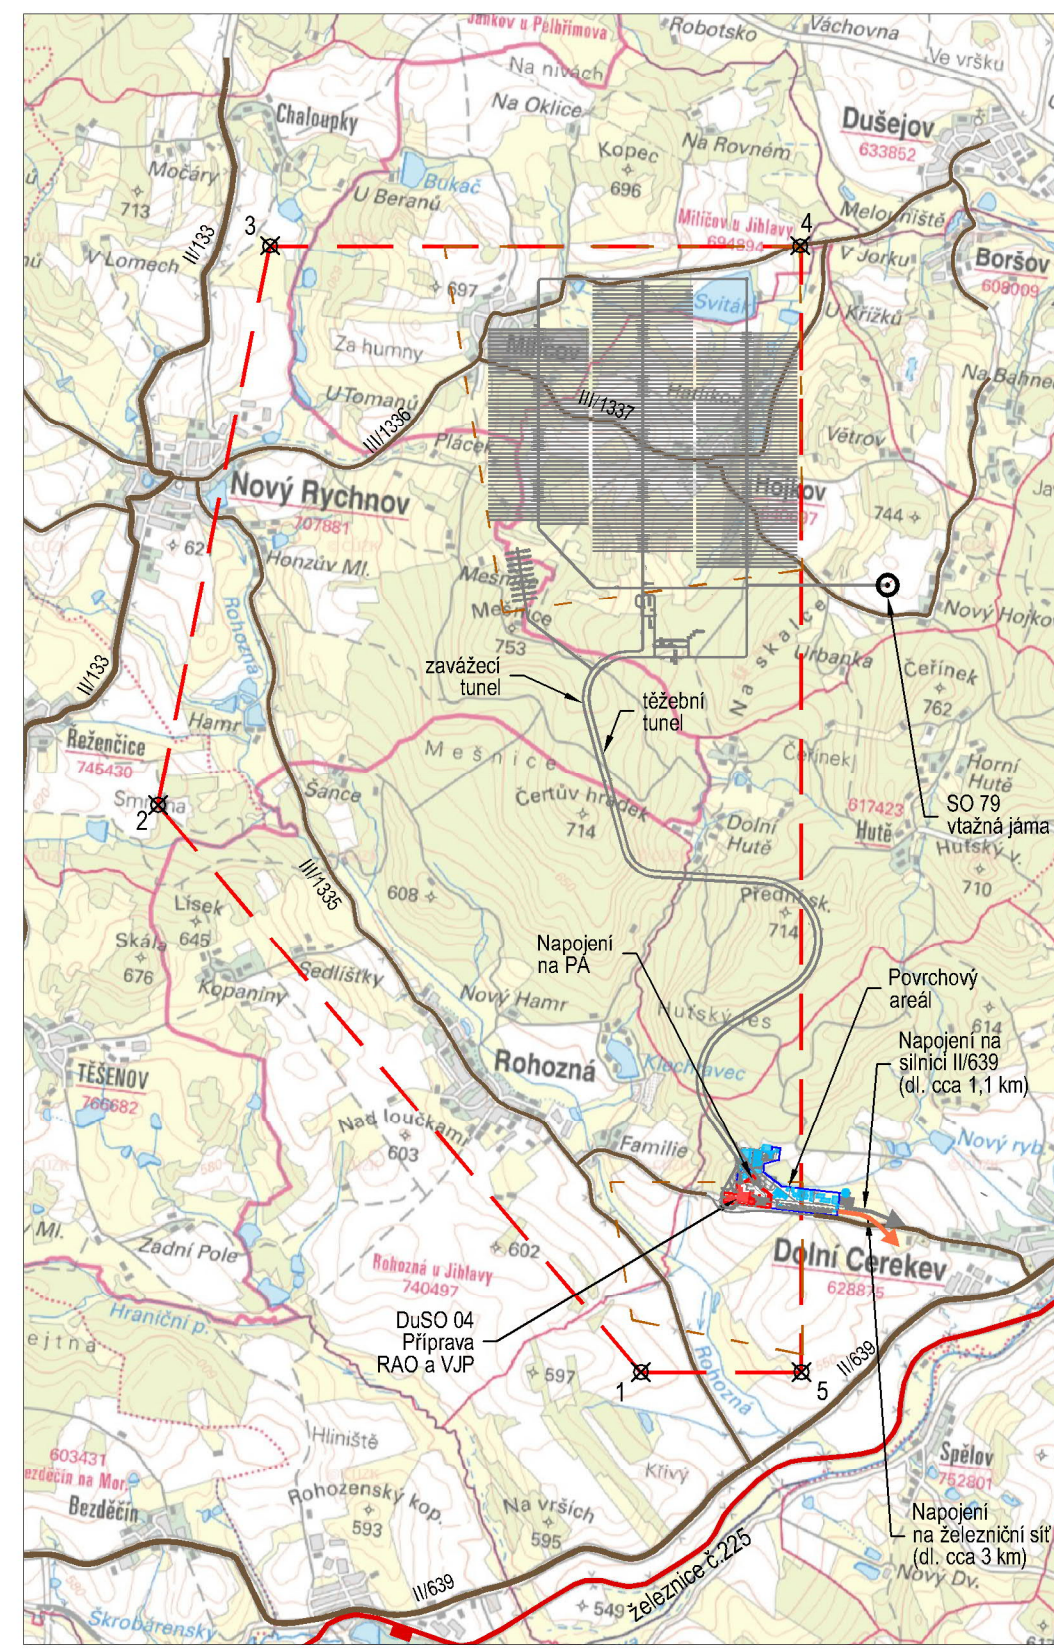 Jankov u Pelhřimova
Robotsko
Váchovna
Ve vršku
Na nivách
Na Oklice
Chaloupky
Dušejov
633852
Na Rovném
Kopec
696
Močáry
713
Bukač
U Beranů
Melouniště
Milíčov u Jihlavy
694894
3
4
II/133
V Lomech
V Jorku
Boršov
608009
697
Sviták
U Křížků
Za humny
Milíčov
U Tomanů
III/1336
III/1337
Hadlíkov
Na Bahnech
Plácek
Větrov
Nový Rychnov
707881
Hojkov
744
Honzův Ml.
Mešnice
Mešnice
753
Nový Hojkov
Rohozná
Na skalce
Urbanka
Čeřínek
762
zavážecí
tunel
těžební
tunel
II/133
Hamr
Řeženčice
745430
Mešnice
Čeřínek
Horní
Hutě
Šance
Čertův hrádek
714
2
617423
Hutě
SO 79
vtažná jáma
Dolní
Hutě
Hutský v.
710
III/1335
608
Přední sk.
714
Lísek
645
Skála
676
Sedlíštky
Kopaniny
Napojení
na PA
Nový Hamr
Hutský les
Povrchový
areál
614
Rohozná
Klechtavec
Napojení na
silnici II/639
(dl. cca 1,1 km)
TĚŠENOV
766682
Nad loučkami
603
Familie
Nový ryb.
Zadní Pole
602
Dolní Cerekev
628875
Rohozná u Jihlavy
740497
Hraniční p.
DuSO 04
Příprava
RAO a VJP
II/639
Rohozná
597
1
5
603431
Bezděčín na Mor.
Bezděčín
Hliniště
Křivý
Spělov
752801
Rohozenský kop.
593
Na vrších
595
Napojení
na železniční síť
(dl. cca 3 km)
Nový Dv.
II/639
549
železnice č.225
Škrobárenský